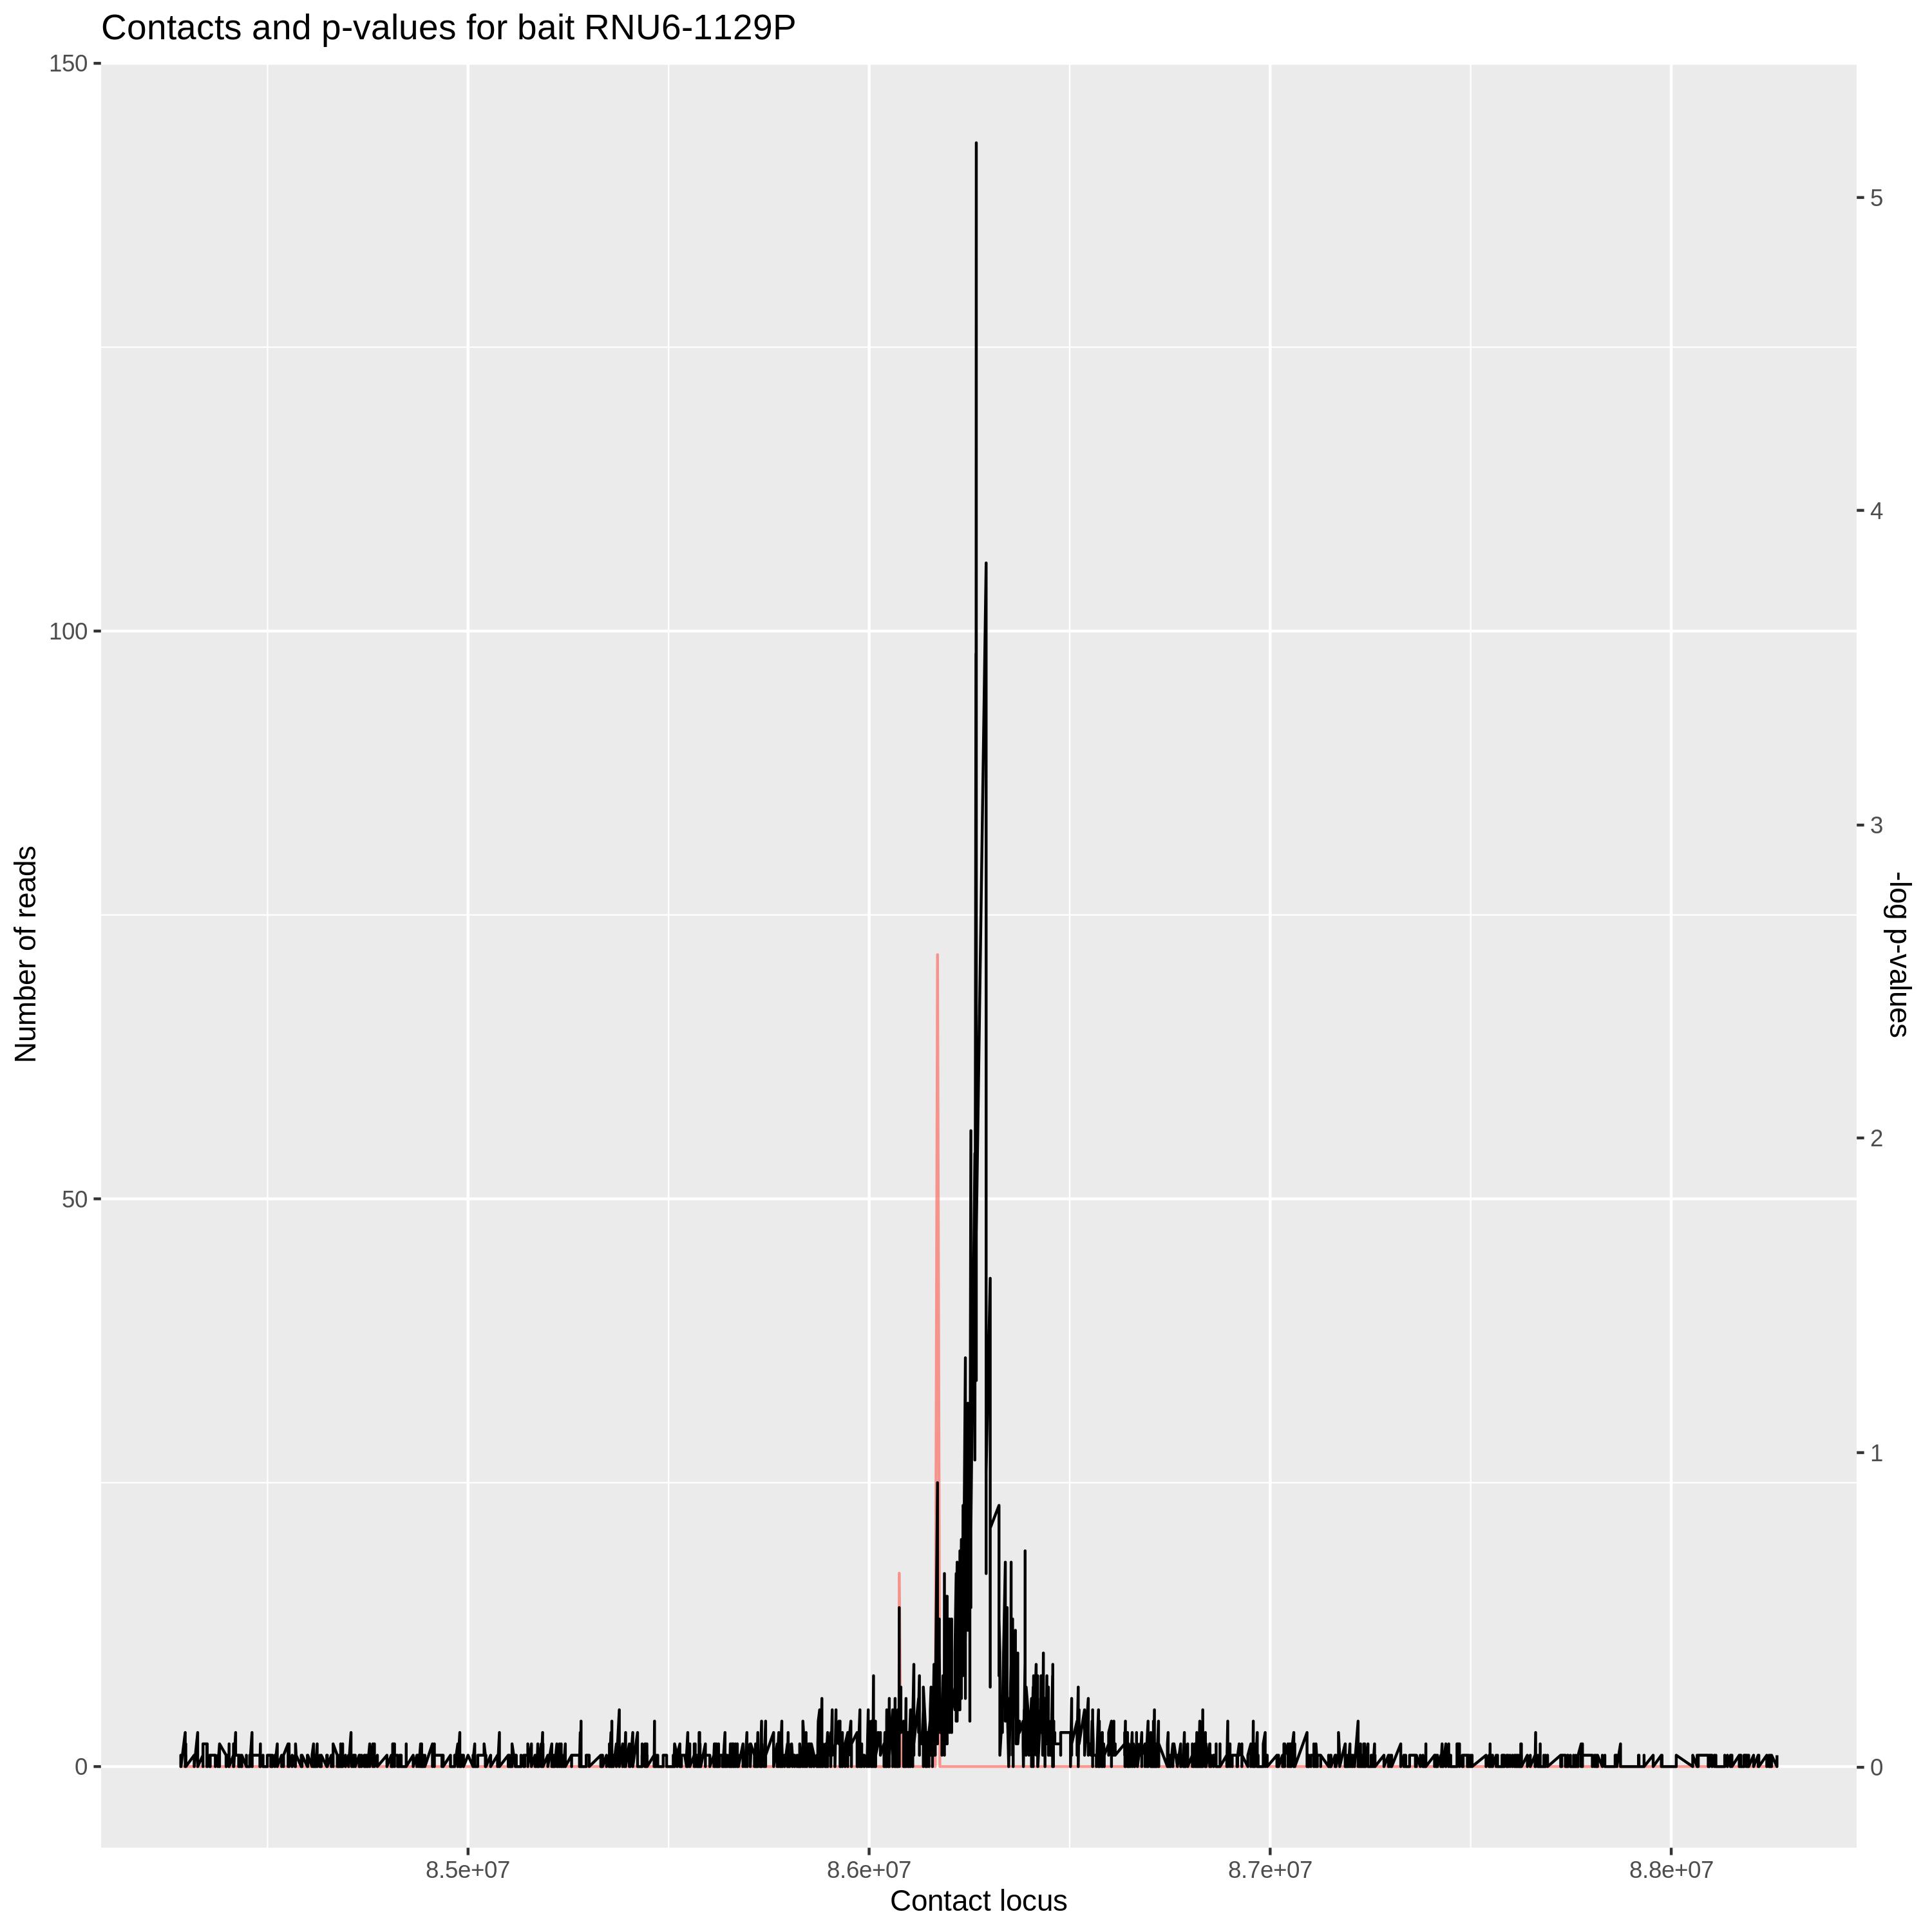 Contacts and p-values for bait RNU6-1129P
150
100
50
0
Number of reads
5
4
3
2
1
0
-log p-values
8.5e+07
8.6e+07
8.7e+07
8.8e+07
Contact locus